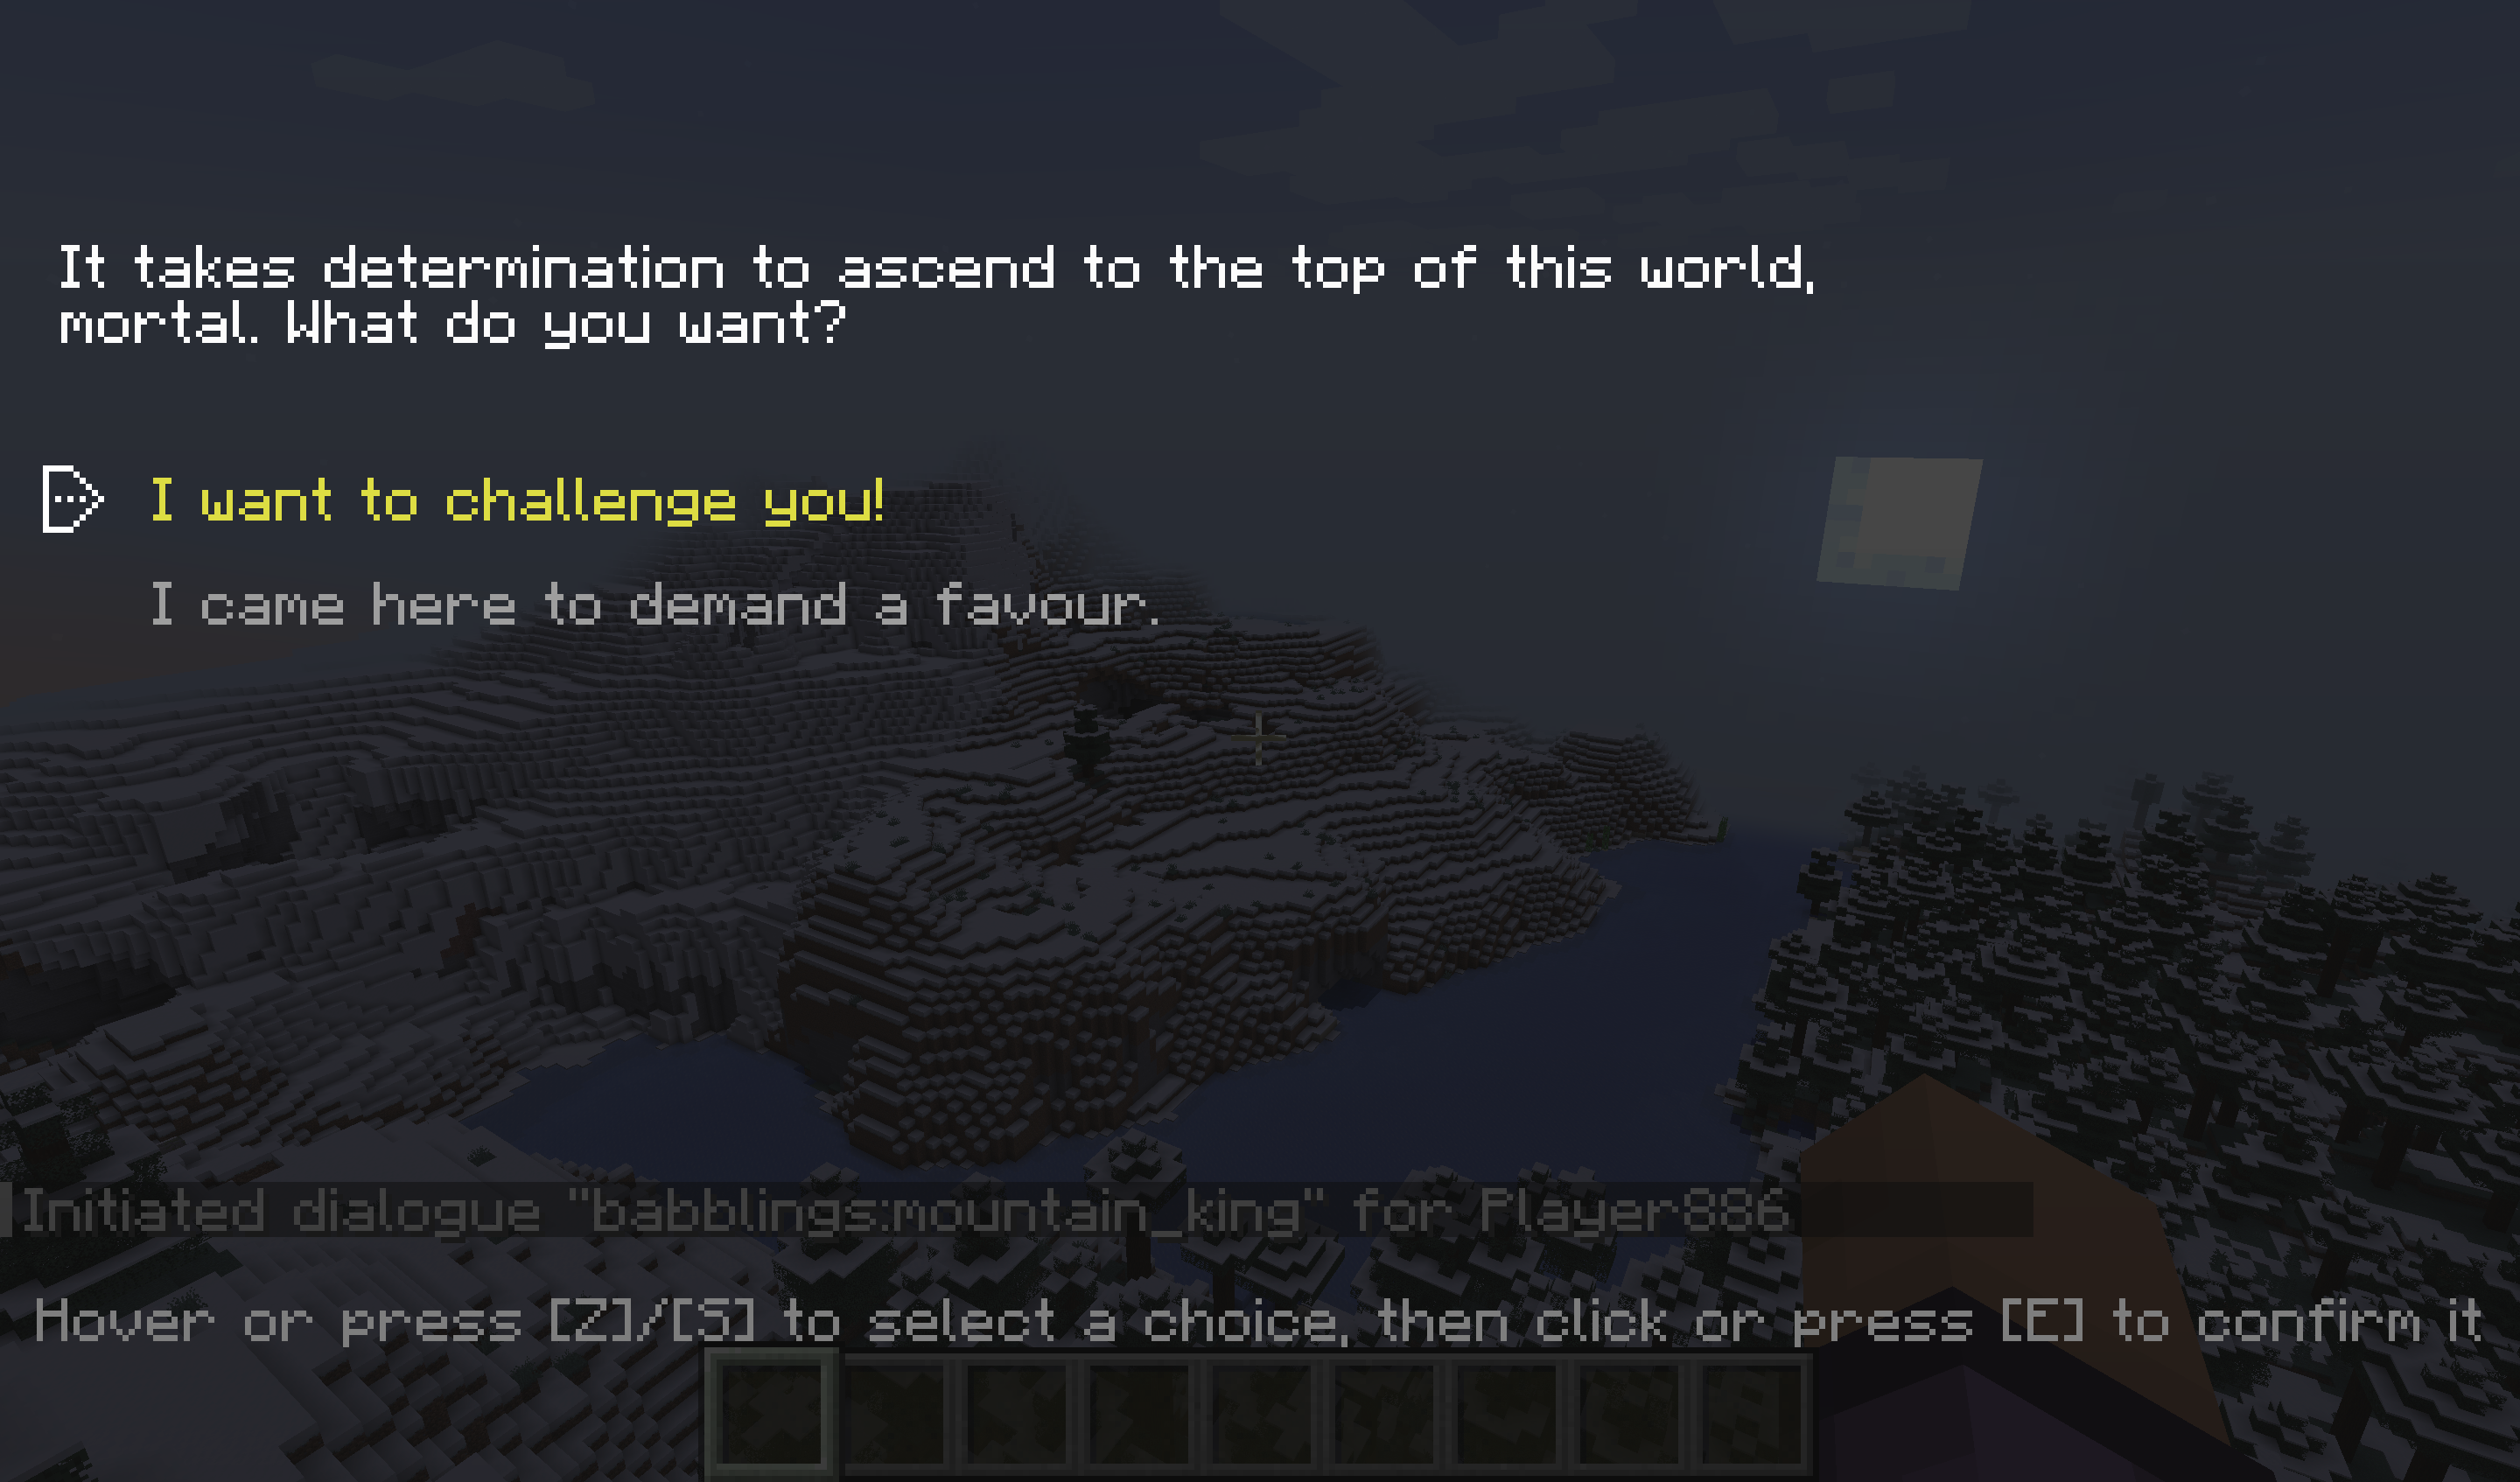 It takes determination to ascend to the top of this world,
mortal. What do you want?
I want to challenge you!
I came here to demand a favour.
Initiated dialogue "babblings:mountain_king" for Player886
Hover or press [Z]/[S] to select a choice, then click or press [E] to confirm it